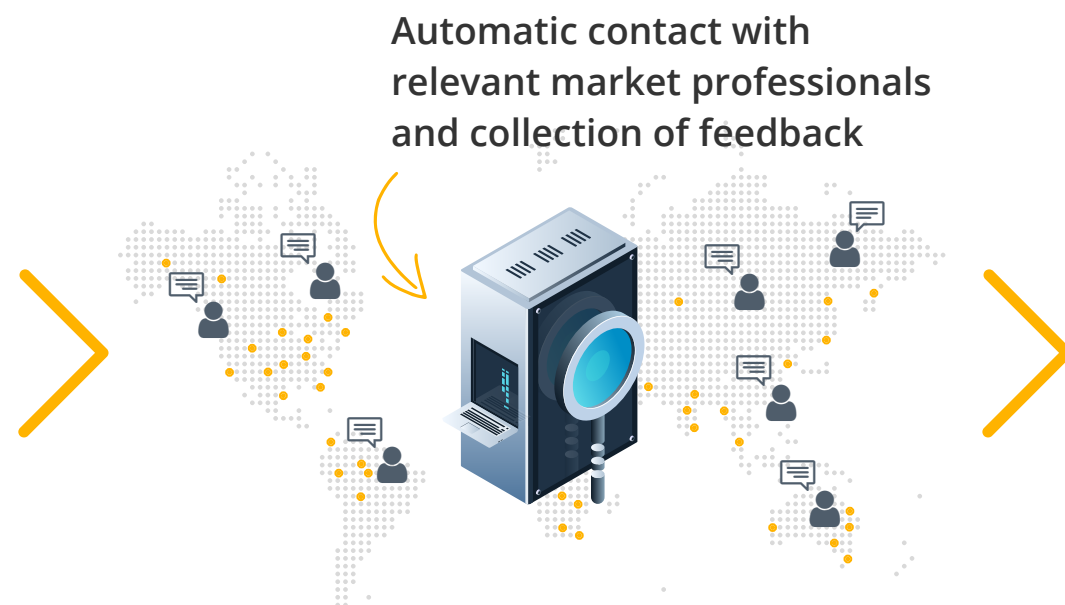 Automatic contact with
relevant market professionals
and collection of feedback